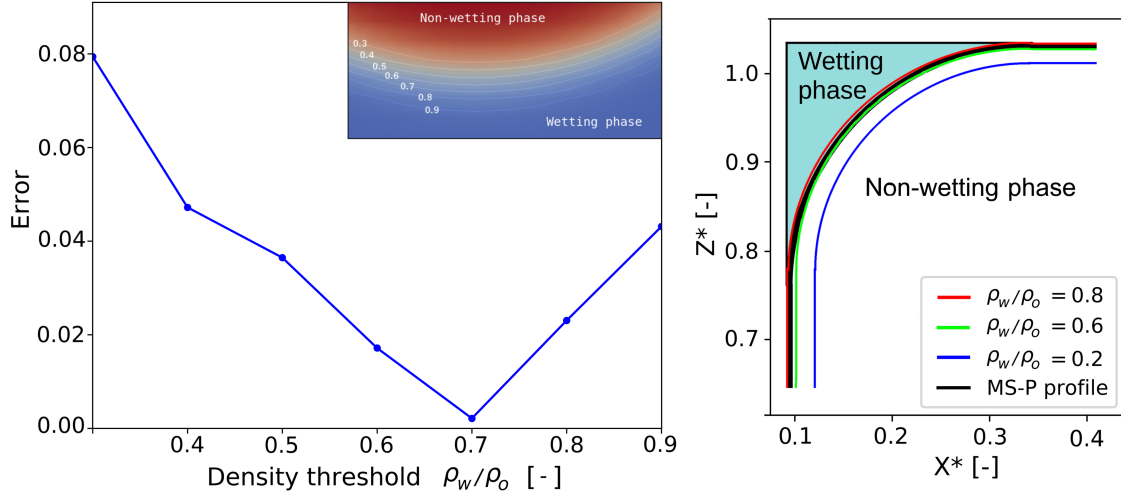 Error
0.08
0.06
0.04
0.02
0.00
0.4
0.5
0.6
0.7
0.8
0.9
Density threshold ρw/ρo [-]
Non-wetting phase
0.3
0.4
0.5
0.6
0.7
0.8
0.9
Wetting phase
Z* [-]
1.0
0.9
0.8
0.7
0.1
0.2
0.3
0.4
X* [-]
Wetting
phase
Non-wetting phase
ρw/ρo = 0.8
ρw/ρo = 0.6
ρw/ρo = 0.2
MS-P profile